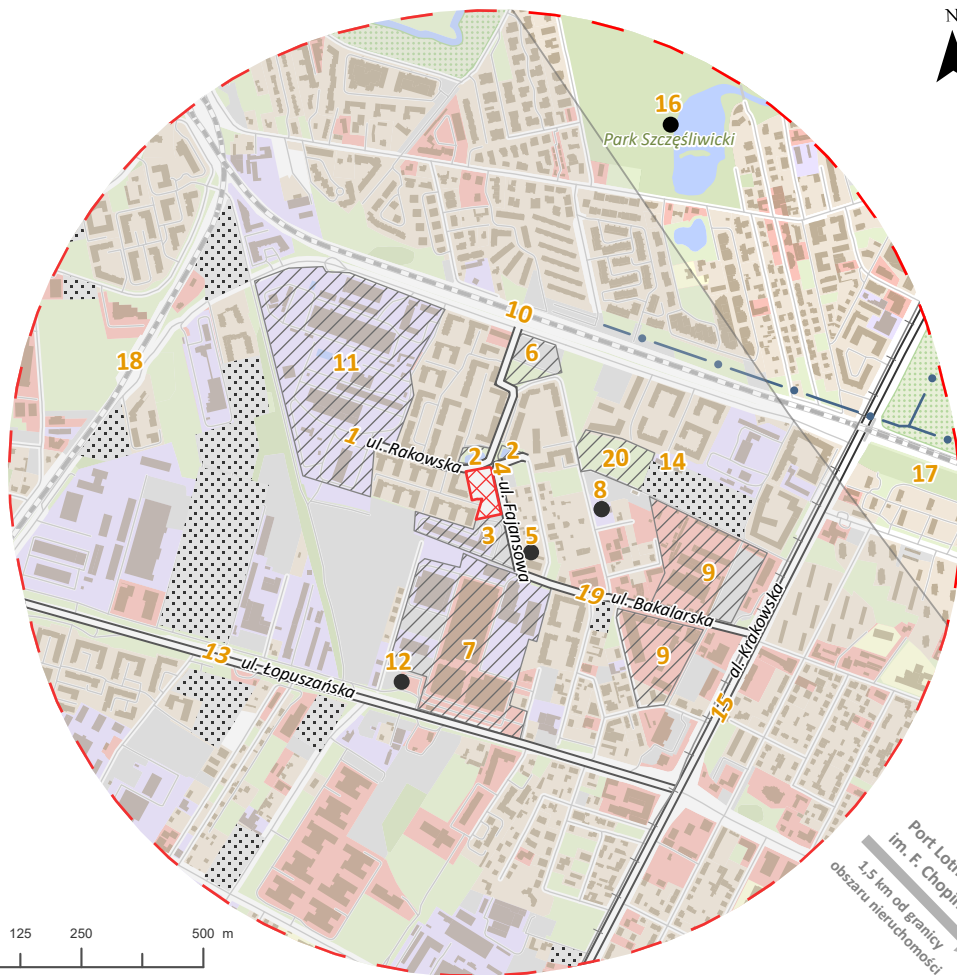 N
16
Park Szczęśliwicki
10
6
18
11
1 ul. Rakowska
2
2
4 ul. Fajansowa
20
14
17
8
3
5
9
19 ul. Bakalarska
7
9
13 ul. Łopuszańska
12
15 al. Krakowska
Port Lotn
im. F. Chopin
1,5 km od granicy
obszaru nieruchomości
125 250 500 m